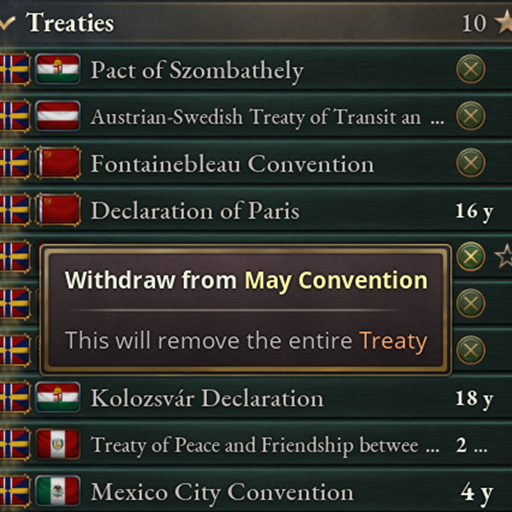 Treaties 10
Pact of Szombathely
Austrian-Swedish Treaty of Transit an ...
Fontainebleau Convention
Declaration of Paris 16 y
Withdraw from May Convention
This will remove the entire Treaty
Kolozsvár Declaration 18 y
Treaty of Peace and Friendship betwee ... 2 ...
Mexico City Convention 4 y